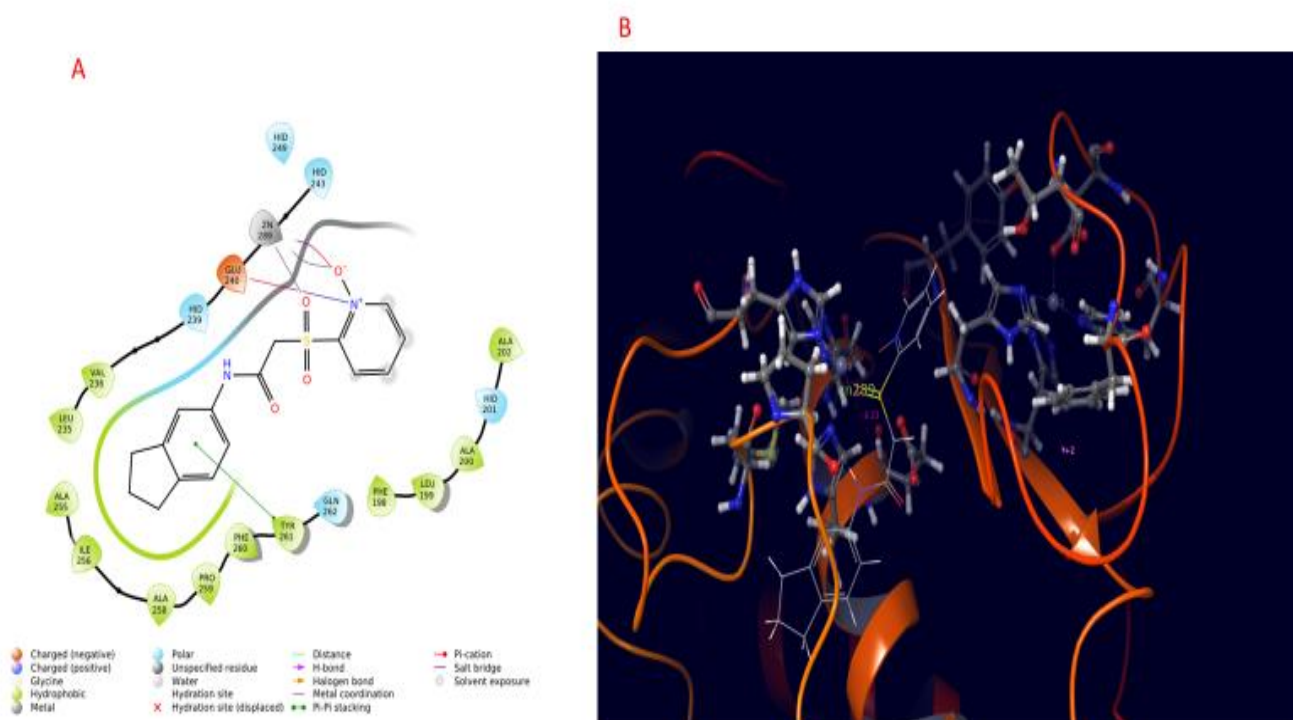 B
A
HID
249
HID
243
ZN
289
GLU
240
HID
239
VAL
236
LEU
235
O⁻
N⁺
O
S
O
H
N
O
ALA
202
HID
201
ALA
200
LEU
199
PHE
198
GLN
262
TYR
261
PHE
260
PRO
259
ALA
258
ILE
256
ALA
255
Charged (negative)
Charged (positive)
Glycine
Hydrophobic
Metal
Polar
Unspecified residue
Water
Hydration site
Hydration site (displaced)
Distance
H-bond
Halogen bond
Metal coordination
Pi-Pi stacking
Pi-cation
Salt bridge
Solvent exposure